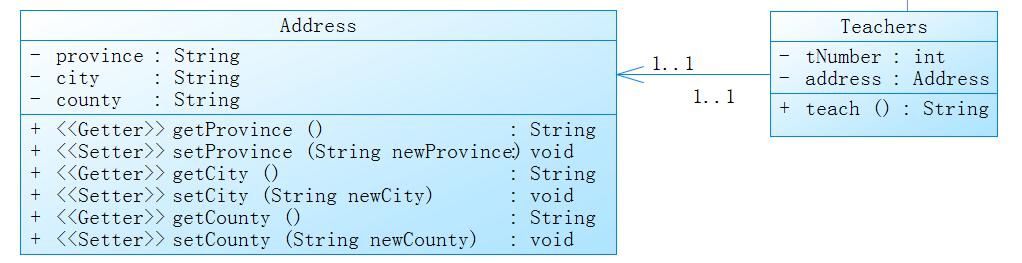 Address
- province : String
- city : String
- county : String
+ <<Getter>> getProvince () : String
+ <<Setter>> setProvince (String newProvince) : void
+ <<Getter>> getCity () : String
+ <<Setter>> setCity (String newCity) : void
+ <<Getter>> getCounty () : String
+ <<Setter>> setCounty (String newCounty) : void
1..1
1..1
Teachers
- tNumber : int
- address : Address
+ teach () : String